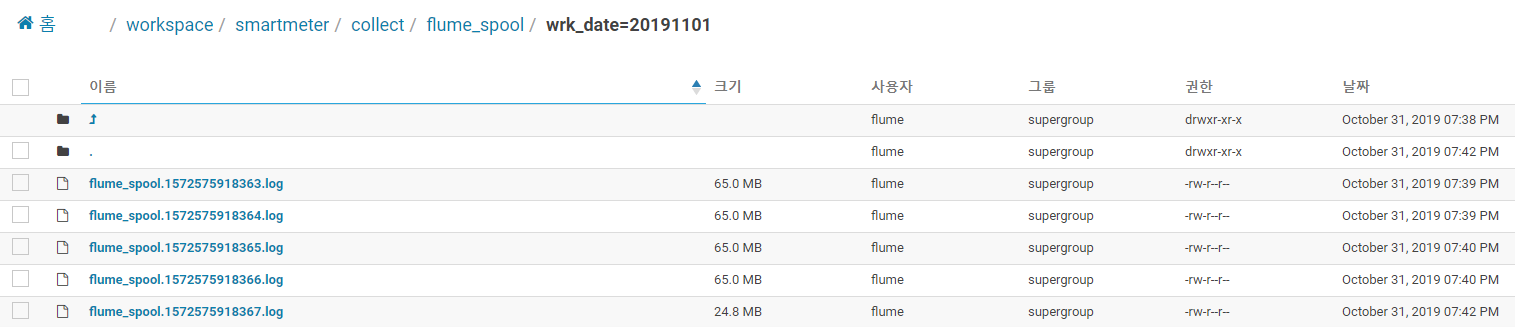 홈 / workspace / smartmeter / collect / flume_spool / wrk_date=20191101
이름 크기 사용자 그룹 권한 날짜
flume supergroup drwxr-xr-x October 31, 2019 07:38 PM
. flume supergroup drwxr-xr-x October 31, 2019 07:42 PM
flume_spool.1572575918363.log 65.0 MB flume supergroup -rw-r--r-- October 31, 2019 07:39 PM
flume_spool.1572575918364.log 65.0 MB flume supergroup -rw-r--r-- October 31, 2019 07:39 PM
flume_spool.1572575918365.log 65.0 MB flume supergroup -rw-r--r-- October 31, 2019 07:40 PM
flume_spool.1572575918366.log 65.0 MB flume supergroup -rw-r--r-- October 31, 2019 07:40 PM
flume_spool.1572575918367.log 24.8 MB flume supergroup -rw-r--r-- October 31, 2019 07:42 PM